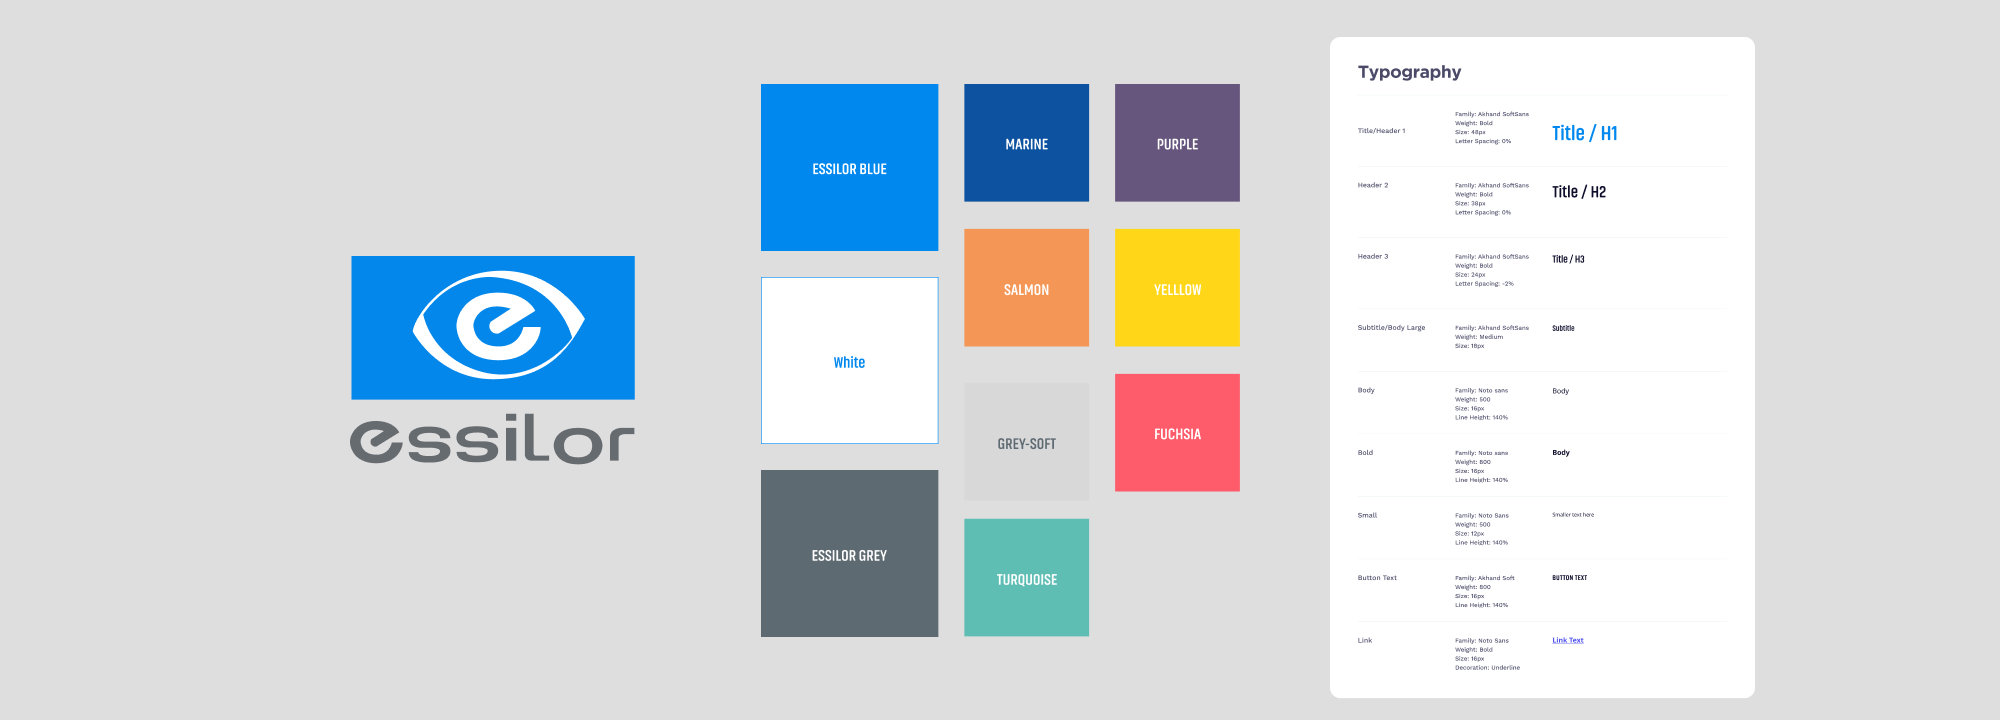 essilor
ESSILOR BLUE
White
ESSILOR GREY
MARINE
SALMON
GREY-SOFT
TURQUOISE
PURPLE
YELLLOW
FUCHSIA
Typography
Title/Header 1
Family: Akhand SoftSans
Weight: Bold
Size: 48px
Letter Spacing: 0%
Title / H1
Header 2
Family: Akhand SoftSans
Weight: Bold
Size: 38px
Letter Spacing: 0%
Title / H2
Header 3
Family: Akhand SoftSans
Weight: Bold
Size: 24px
Letter Spacing: -2%
Title / H3
Subtitle/Body Large
Family: Akhand SoftSans
Weight: Medium
Size: 18px
Subtitle
Body
Family: Noto sans
Weight: 500
Size: 16px
Line Height: 140%
Body
Bold
Family: Noto sans
Weight: 800
Size: 16px
Line Height: 140%
Body
Small
Family: Noto Sans
Weight: 500
Size: 12px
Line Height: 140%
Smaller text here
Button Text
Family: Akhand Soft
Weight: 800
Size: 16px
Line Height: 140%
BUTTON TEXT
Link
Family: Noto Sans
Weight: Bold
Size: 16px
Decoration: Underline
Link Text